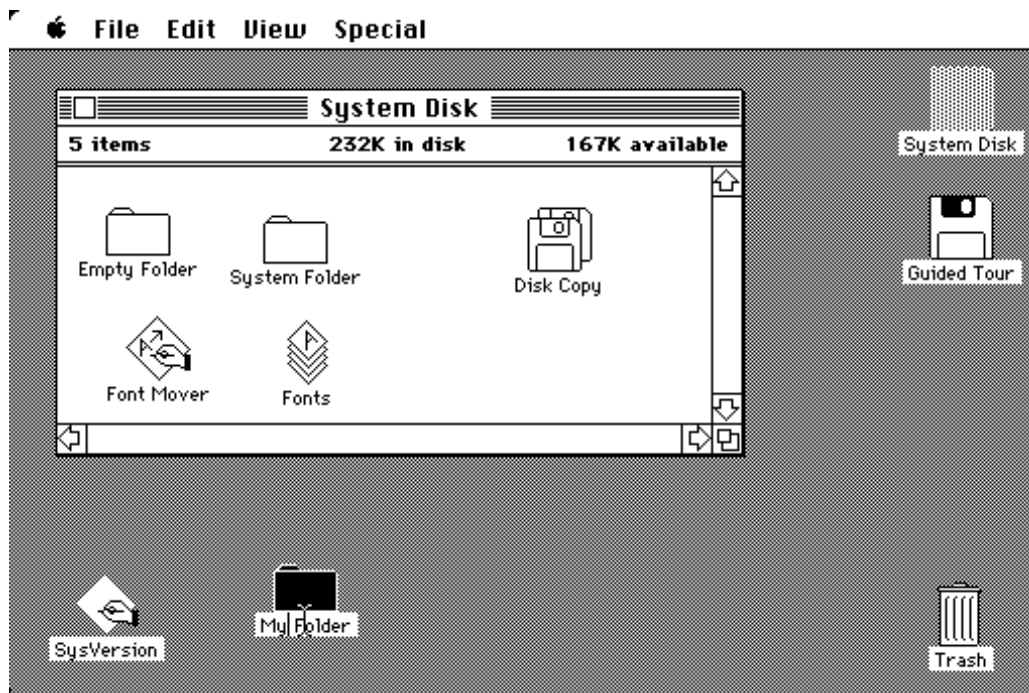 File Edit View Special
System Disk
5 items 232K in disk 167K available
System Disk
Empty Folder System Folder Disk Copy
Guided Tour
Font Mover Fonts
SysVersion My Folder Trash